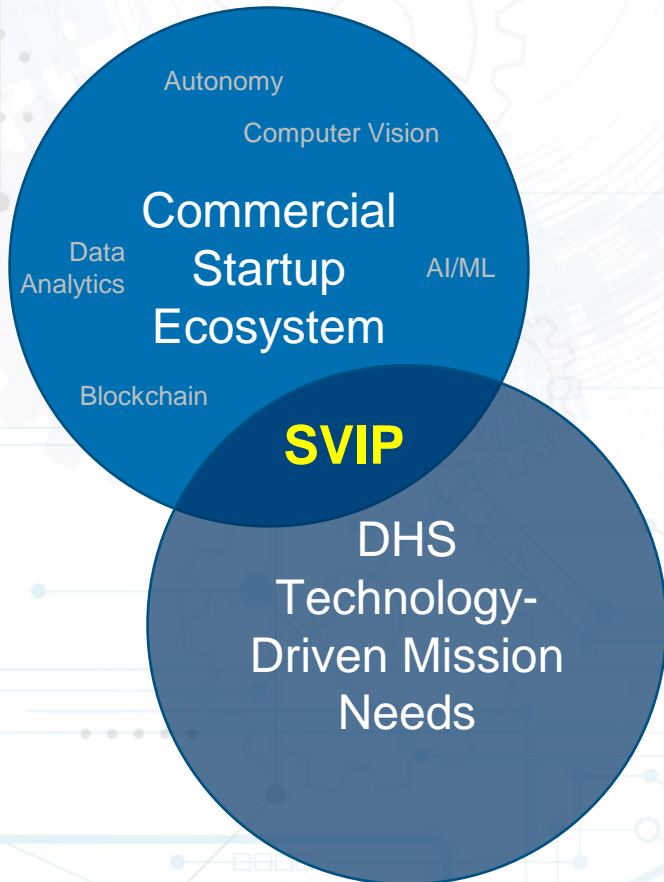 Autonomy
Computer Vision
Commercial
Startup
Ecosystem
Data
Analytics
AI/ML
Blockchain
SVIP
DHS
Technology-
Driven Mission
Needs